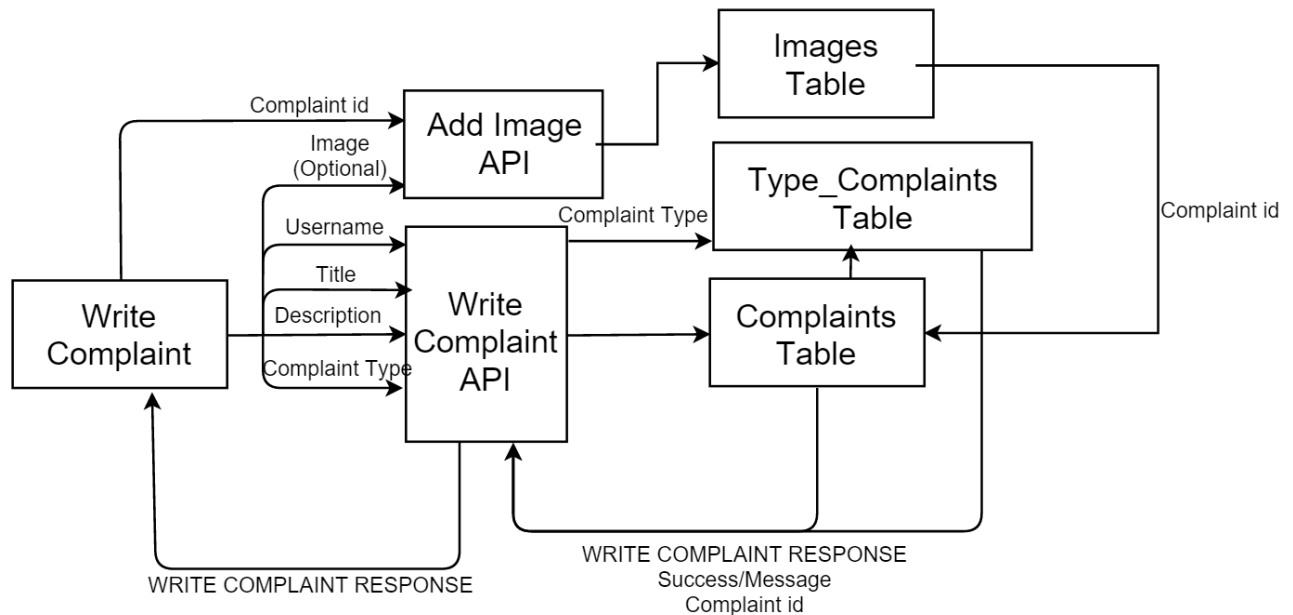 Images
Table
Complaint id
Add Image
API
Image
(Optional)
Type_Complaints
Table
Complaint Type
Complaint id
Username
Title
Write
Complaint
Description
Write
Complaint
API
Complaints
Table
Complaint Type
WRITE COMPLAINT RESPONSE
WRITE COMPLAINT RESPONSE
Success/Message
Complaint id